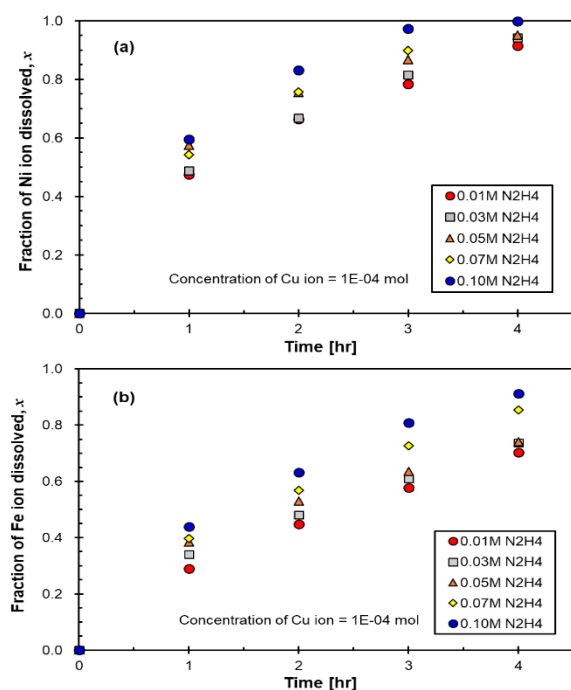 (a)
Fraction of Ni ion dissolved, x
1.0
0.8
0.6
0.4
0.2
0.0
0.01M N2H4
0.03M N2H4
0.05M N2H4
0.07M N2H4
0.10M N2H4
Concentration of Cu ion = 1E-04 mol
0 1 2 3 4
Time [hr]
(b)
Fraction of Fe ion dissolved, x
1.0
0.8
0.6
0.4
0.2
0.0
0.01M N2H4
0.03M N2H4
0.05M N2H4
0.07M N2H4
0.10M N2H4
Concentration of Cu ion = 1E-04 mol
0 1 2 3 4
Time [hr]